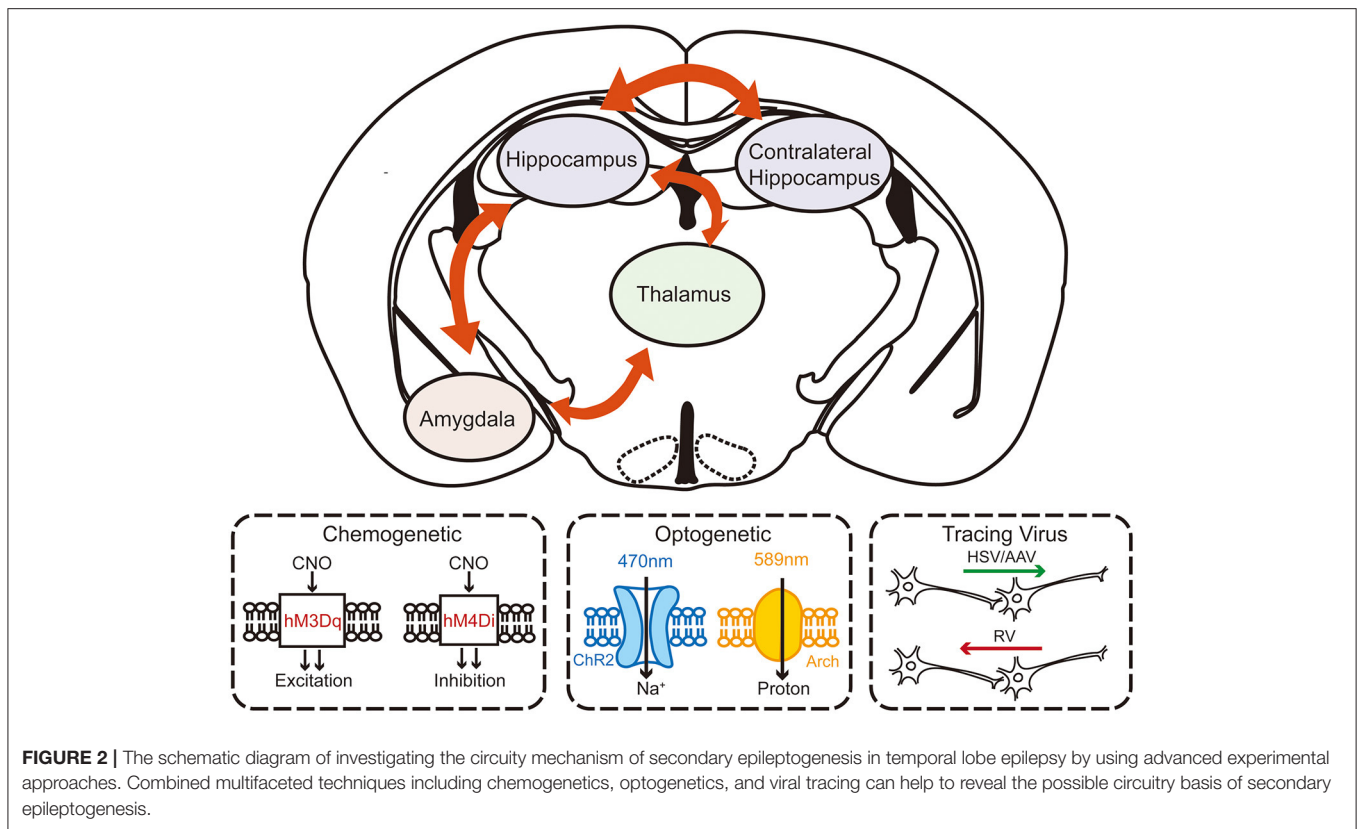 Hippocampus
Contralateral
Hippocampus
Thalamus
Amygdala
Chemogenetic
CNO
CNO
hM3Dq
hM4Di
Excitation
Inhibition
Optogenetic
470nm
589nm
ChR2
Arch
Na⁺
Proton
Tracing Virus
HSV/AAV
RV
FIGURE 2 | The schematic diagram of investigating the circuity mechanism of secondary epileptogenesis in temporal lobe epilepsy by using advanced experimental
approaches. Combined multifaceted techniques including chemogenetics, optogenetics, and viral tracing can help to reveal the possible circuitry basis of secondary
epileptogenesis.